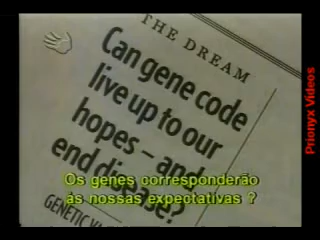 THE DREAM
Can gene code
live up to our
hopes – and
end disease?
GENETIC
Os genes corresponderão
às nossas expectativas ?
Prionyx Videos